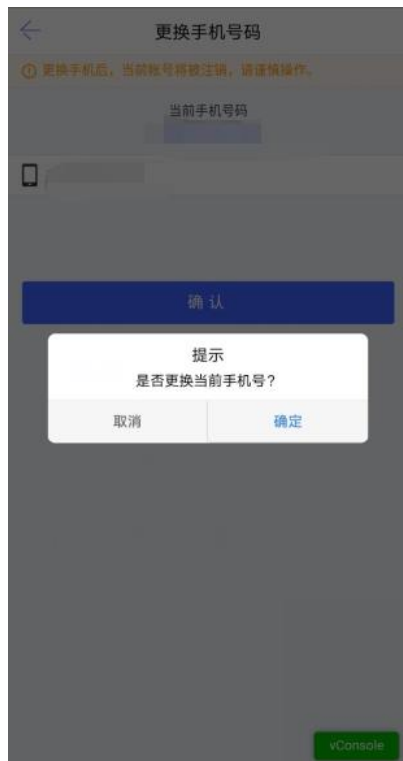 更换手机号码
更换手机后，当前账号将被注销，请谨慎操作。
当前手机号码
确认
提示
是否更换当前手机号？
取消
确定
vConsole